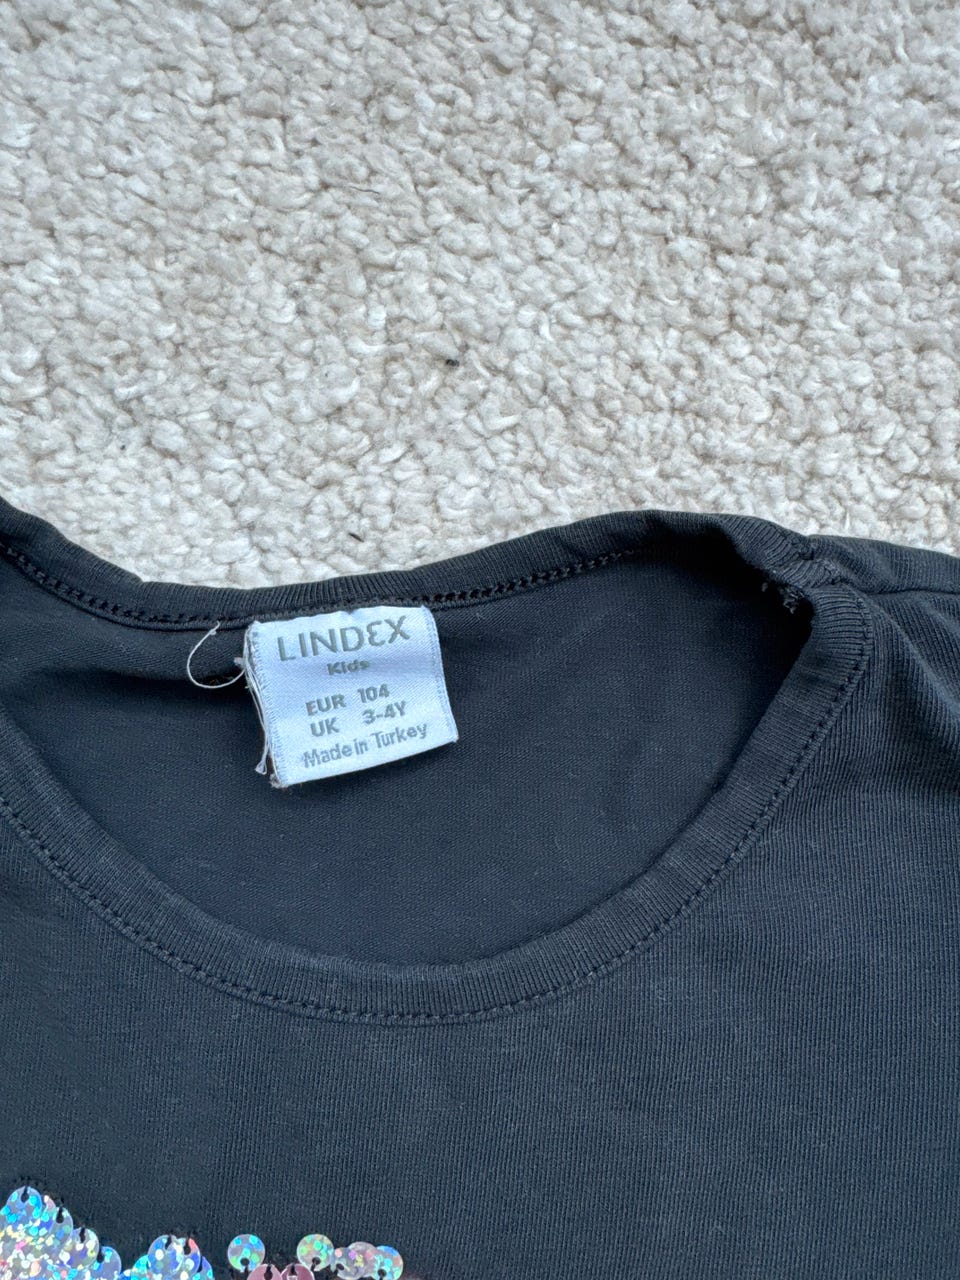 LINDEX
Kids
EUR 104
UK 3-4Y
Made in Turkey